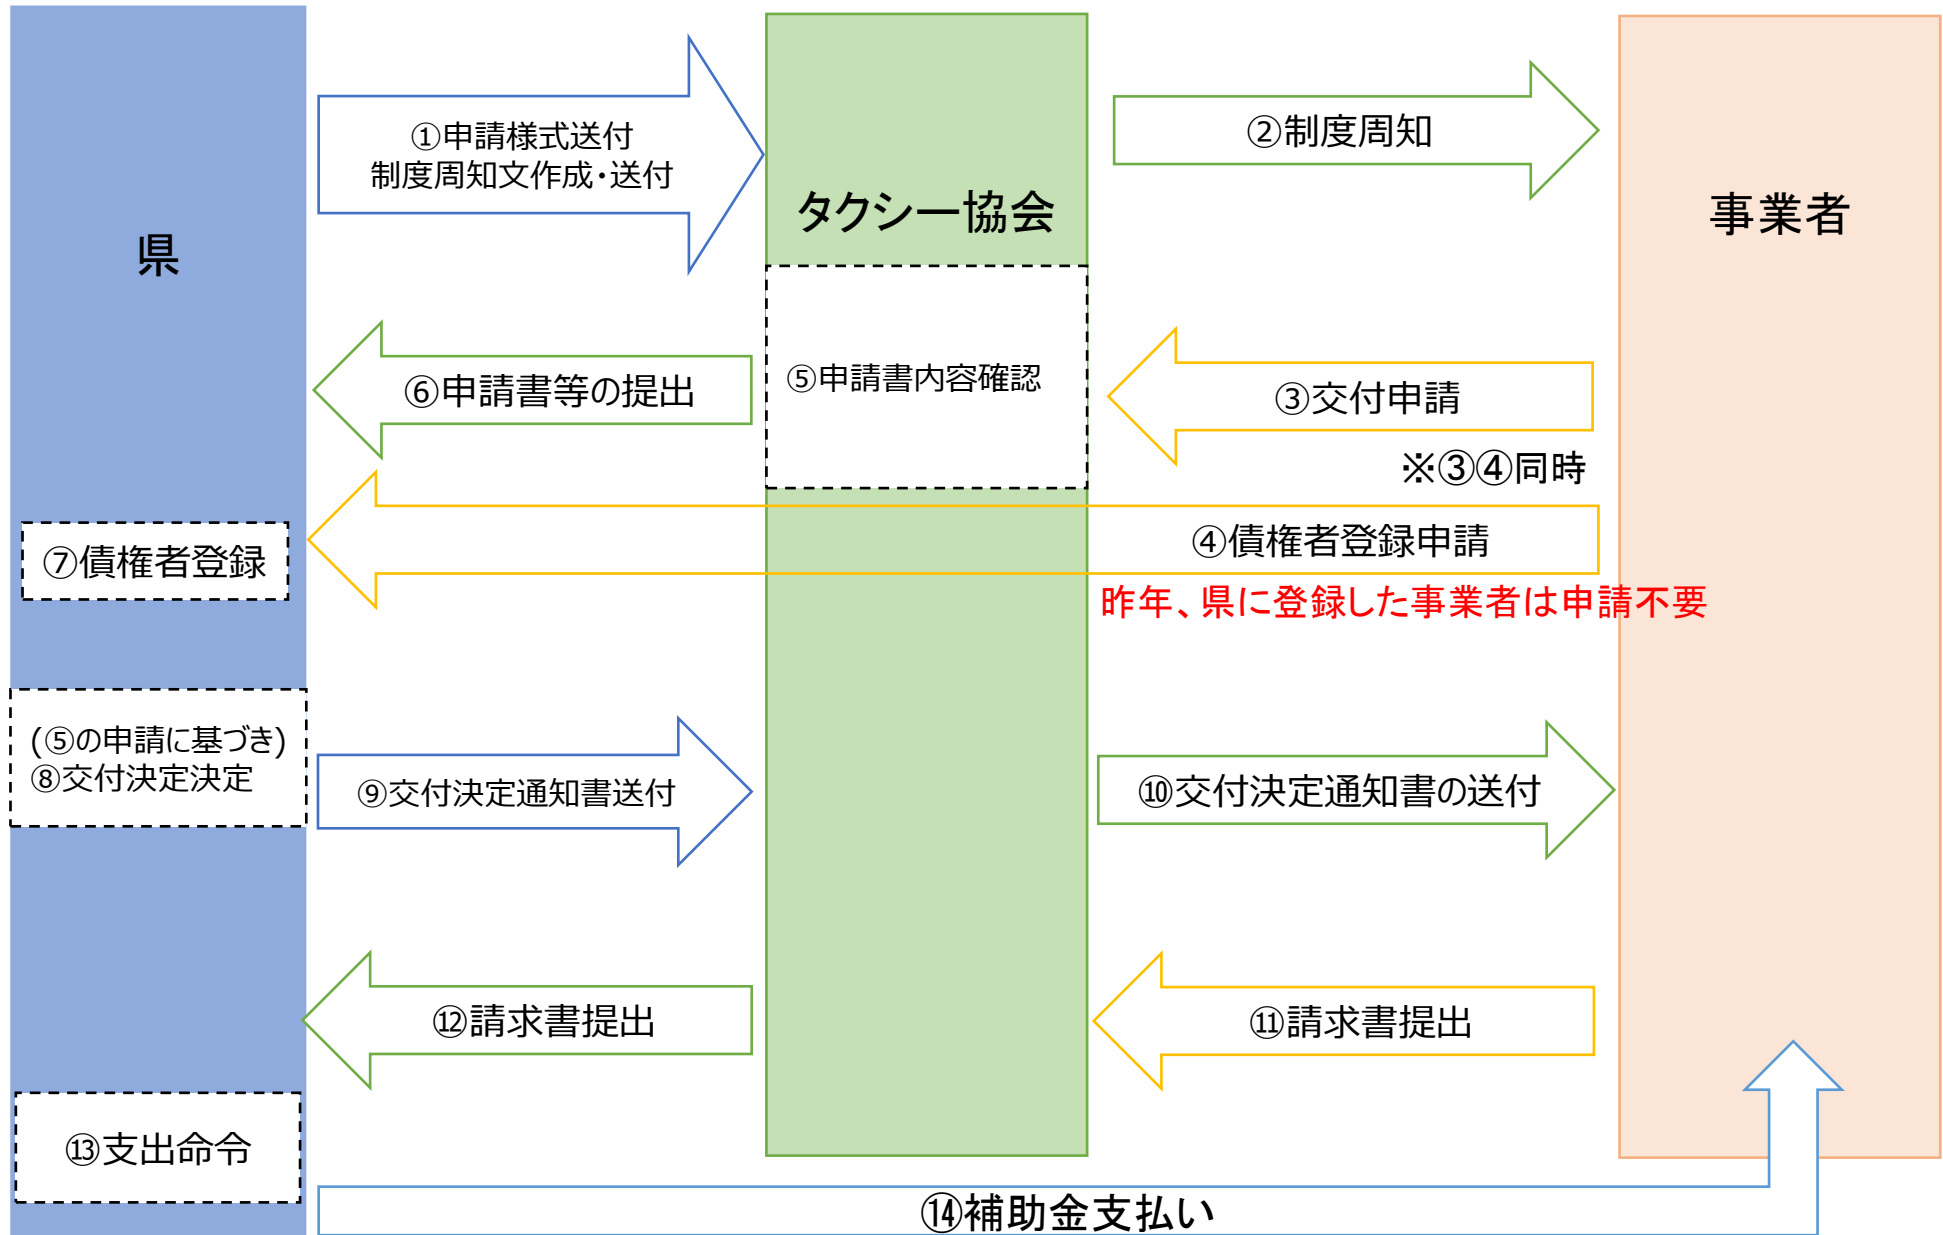 県
タクシー協会
事業者
①申請様式送付
制度周知文作成・送付
②制度周知
③交付申請
※③④同時
④債権者登録申請
昨年、県に登録した事業者は申請不要
⑤申請書内容確認
⑥申請書等の提出
⑦債権者登録
(⑤の申請に基づき)
⑧交付決定決定
⑨交付決定通知書送付
⑩交付決定通知書の送付
⑪請求書提出
⑫請求書提出
⑬支出命令
⑭補助金支払い